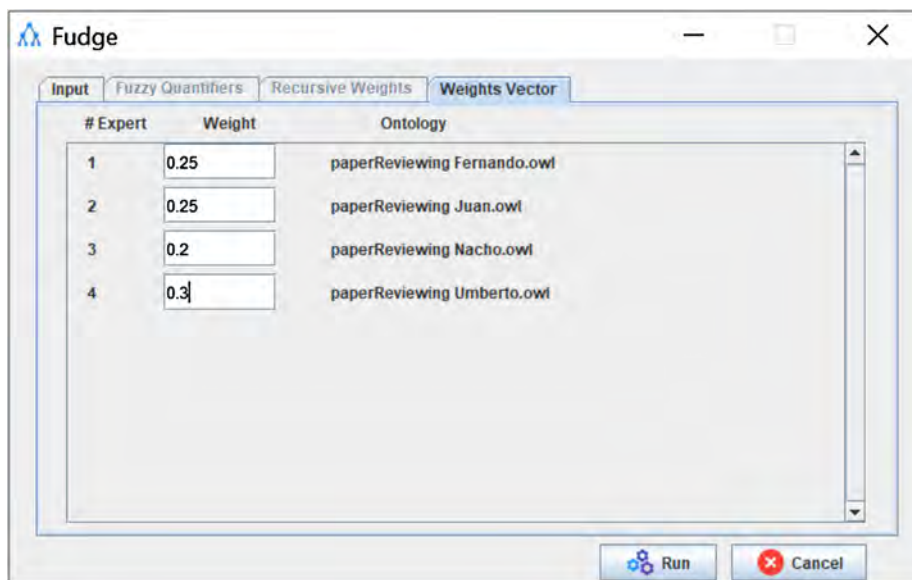 Fudge
Input Fuzzy Quantifiers Recursive Weights Weights Vector
# Expert Weight Ontology
1 0.25 paperReviewing Fernando.owl
2 0.25 paperReviewing Juan.owl
3 0.2 paperReviewing Nacho.owl
4 0.3 paperReviewing Umberto.owl
Run Cancel